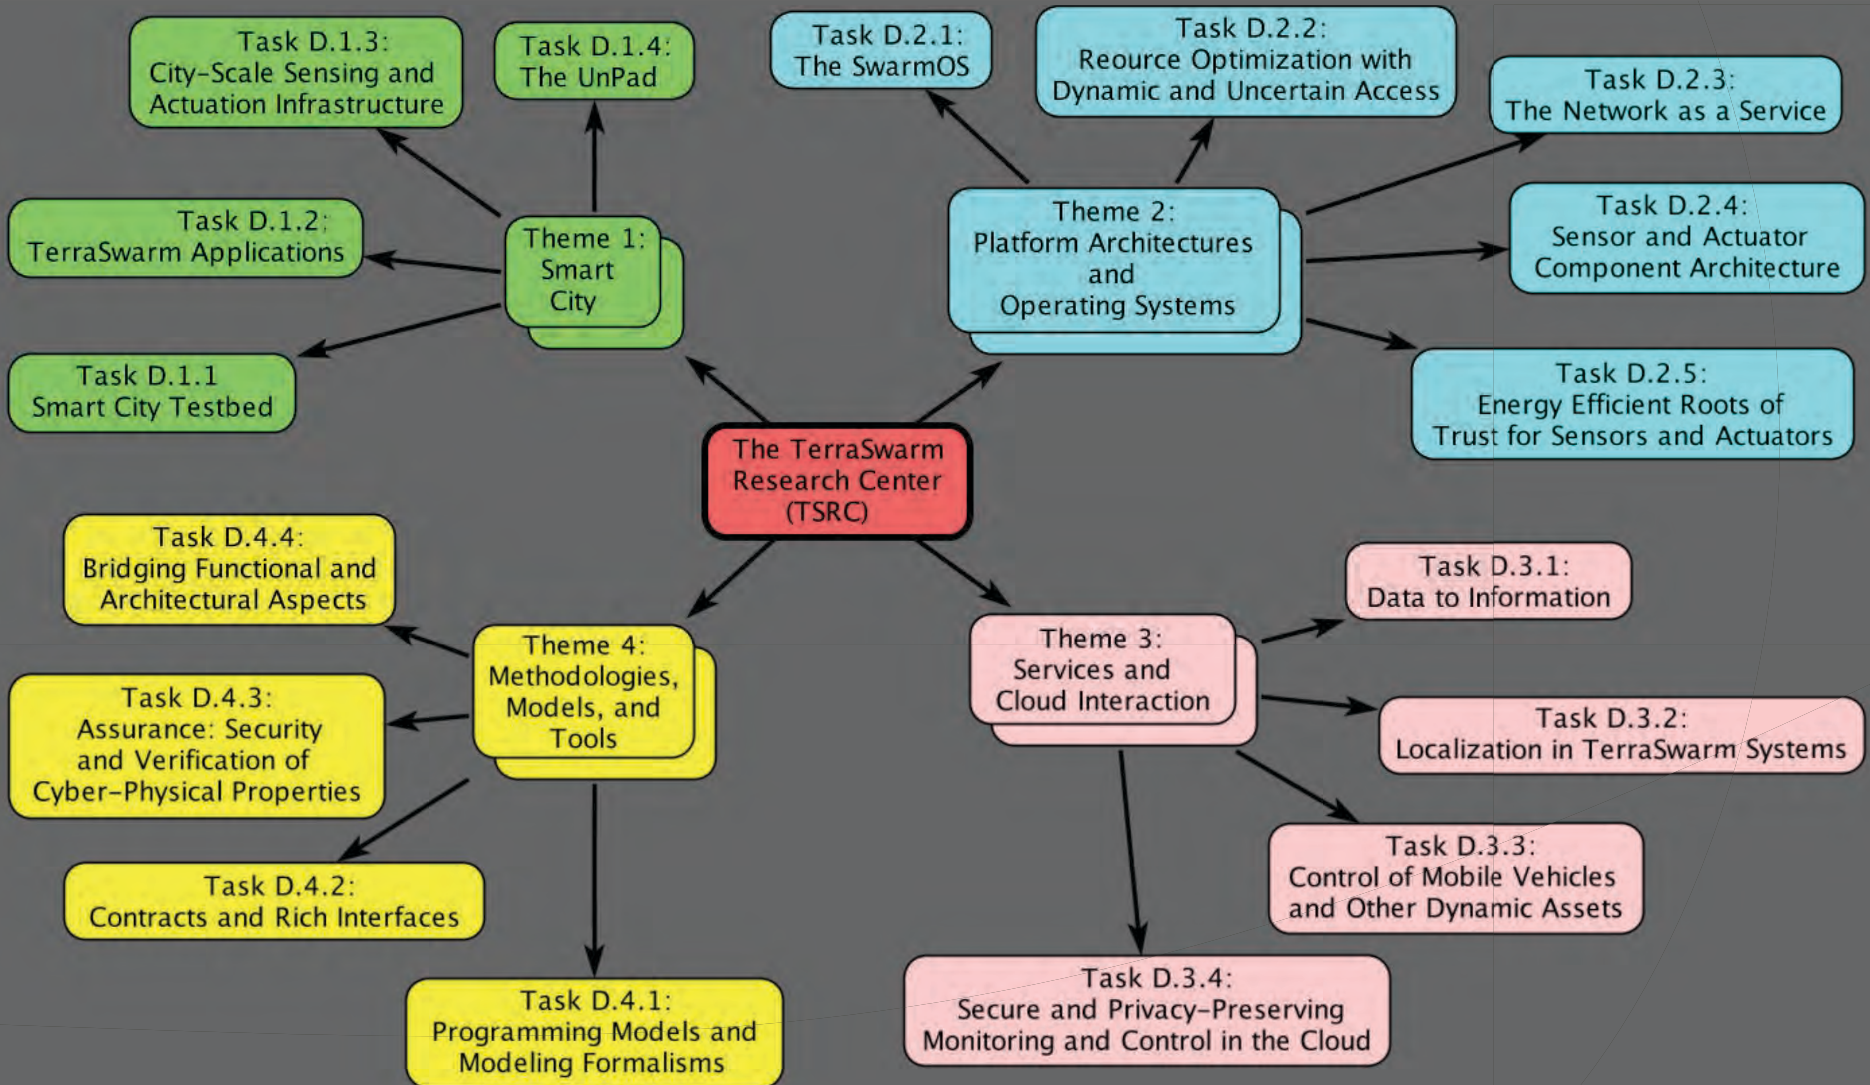 Task D.1.3:
City-Scale Sensing and
Actuation Infrastructure
Task D.1.4:
The UnPad
Task D.2.1:
The SwarmOS
Task D.2.2:
Reource Optimization with
Dynamic and Uncertain Access
Task D.2.3:
The Network as a Service
Task D.1.2:
TerraSwarm Applications
Theme 1:
Smart
City
Theme 2:
Platform Architectures
and
Operating Systems
Task D.2.4:
Sensor and Actuator
Component Architecture
Task D.1.1
Smart City Testbed
Task D.2.5:
Energy Efficient Roots of
Trust for Sensors and Actuators
The TerraSwarm
Research Center
(TSRC)
Task D.4.4:
Bridging Functional and
Architectural Aspects
Task D.3.1:
Data to Information
Theme 4:
Methodologies,
Models, and
Tools
Theme 3:
Services and
Cloud Interaction
Task D.4.3:
Assurance: Security
and Verification of
Cyber-Physical Properties
Task D.3.2:
Localization in TerraSwarm Systems
Task D.4.2:
Contracts and Rich Interfaces
Task D.3.3:
Control of Mobile Vehicles
and Other Dynamic Assets
Task D.4.1:
Programming Models and
Modeling Formalisms
Task D.3.4:
Secure and Privacy-Preserving
Monitoring and Control in the Cloud